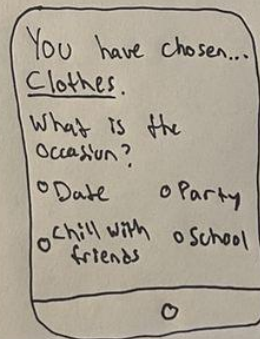 You have chosen...
Clothes.
What is the
occasion?
Date
Party
Chill with
friends
School